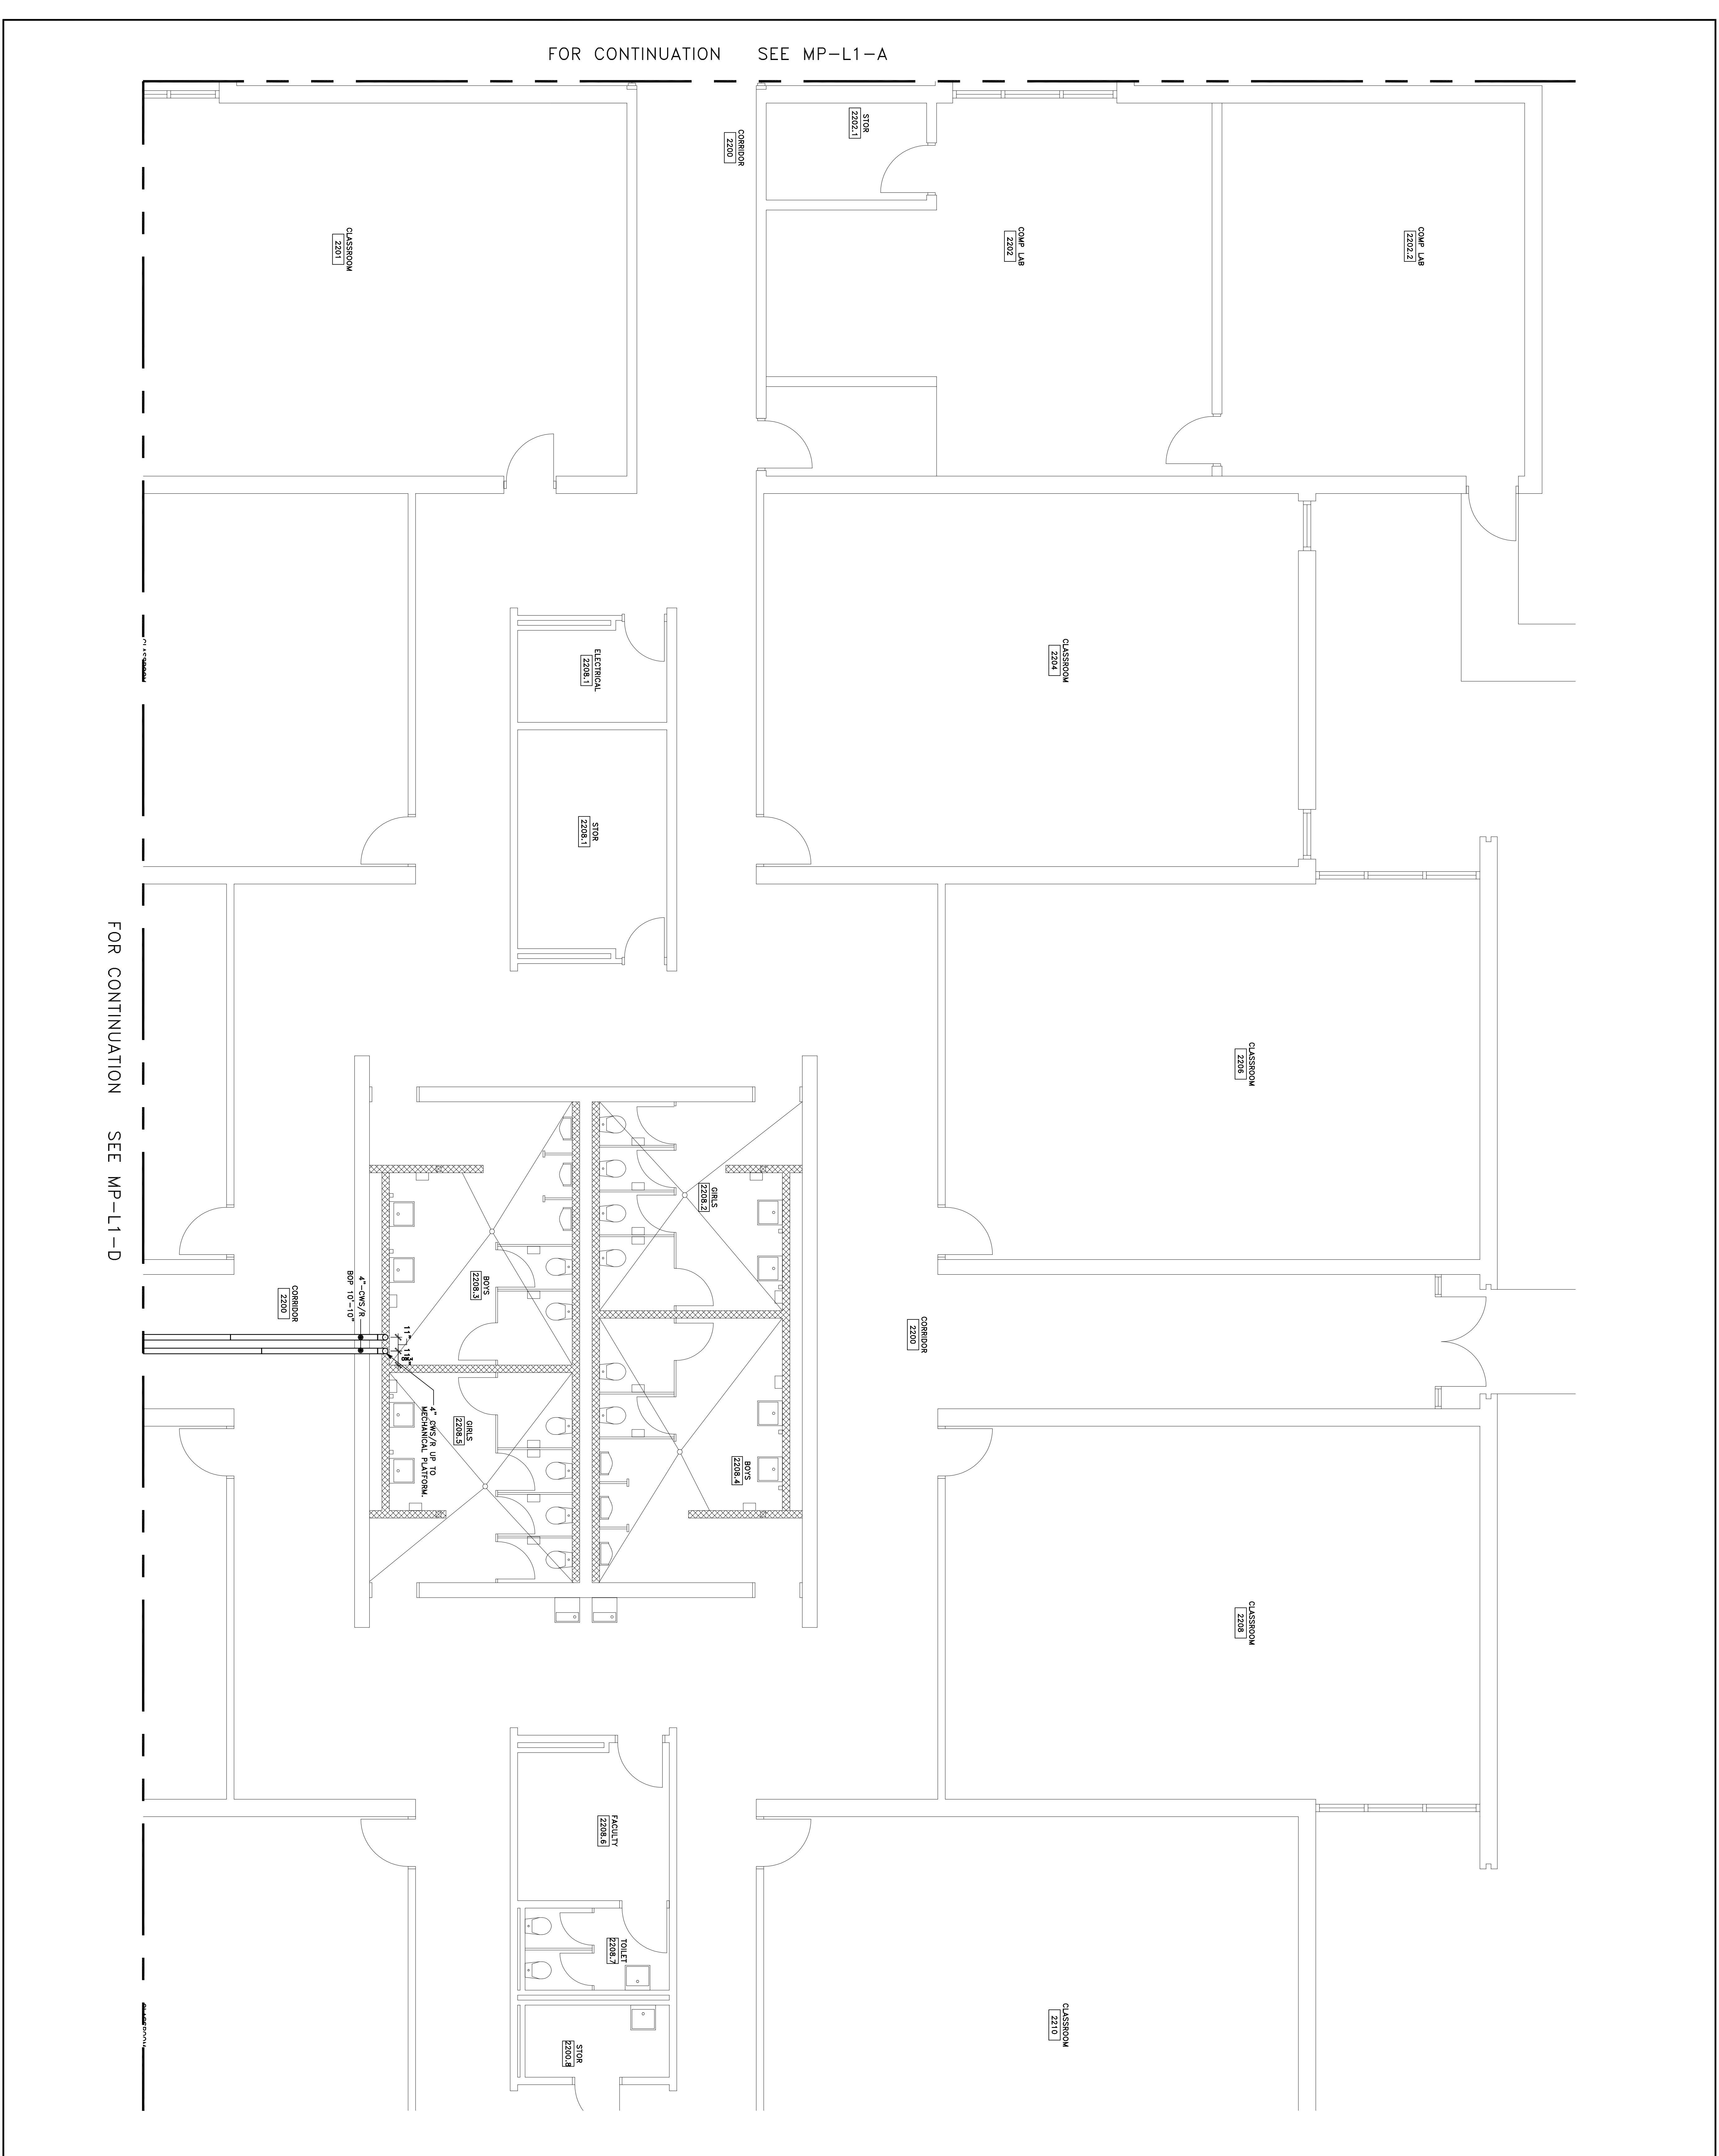 FOR CONTINUATION SEE MP-L1-A
STOR
2202.1
CORRIDOR
2200
CLASSROOM
2201
COMP LAB
2202
COMP LAB
2202.2
ELECTRICAL
2208.1
CLASSROOM
2204
STOR
2208.1
FOR CONTINUATION SEE MP-L1-D
CLASSROOM
2206
GIRLS
2208.2
BOYS
2208.3
4"-CWS/R
BOP 10'-10"
CORRIDOR
2200
11"
CORRIDOR
2200
4" CWS/R UP TO
MECHANICAL PLATFORM.
GIRLS
2208.5
BOYS
2208.4
CLASSROOM
2208
FACULTY
2208.6
TOILET
2208.7
CLASSROOM
2210
STOR
2200.8